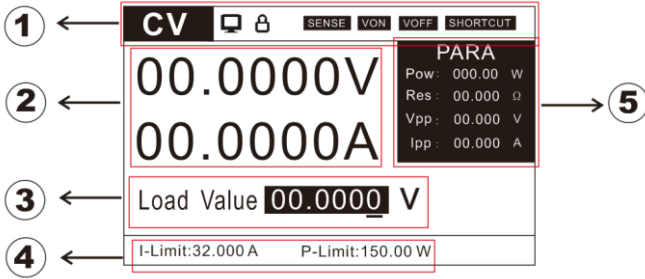 ① CV SENSE VON VOFF SHORTCUT
② 00.0000V
00.0000A
PARA
Pow: 000.00 W
Res: 00.000 Ω
Vpp: 00.000 V
Ipp: 00.000 A
⑤
③ Load Value 00.0000 V
④ I-Limit:32.000A P-Limit:150.00 W